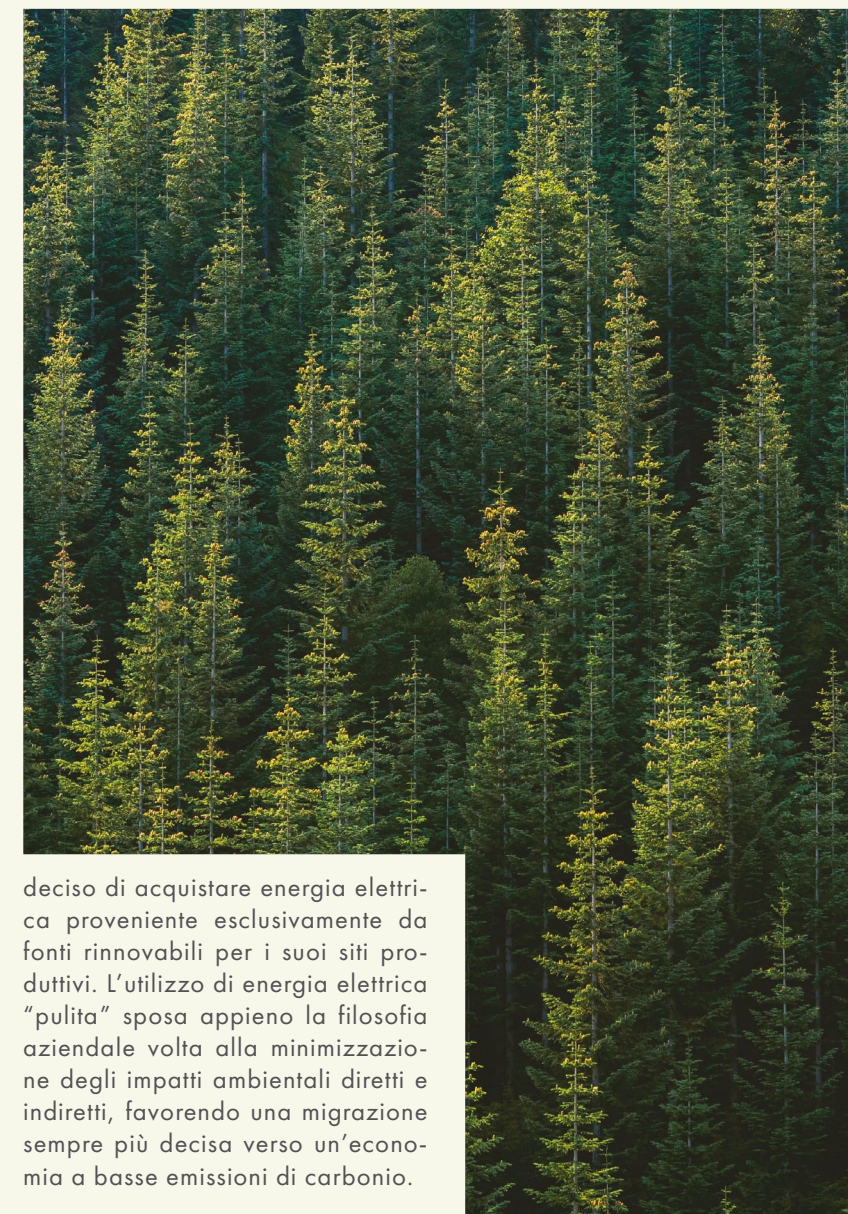 deciso di acquistare energia elettri-
ca proveniente esclusivamente da
fonti rinnovabili per i suoi siti pro-
duttivi. L’utilizzo di energia elettrica
“pulita” sposa appieno la filosofia
aziendale volta alla minimizzazio-
ne degli impatti ambientali diretti e
indiretti, favorendo una migrazione
sempre più decisa verso un’econo-
mia a basse emissioni di carbonio.